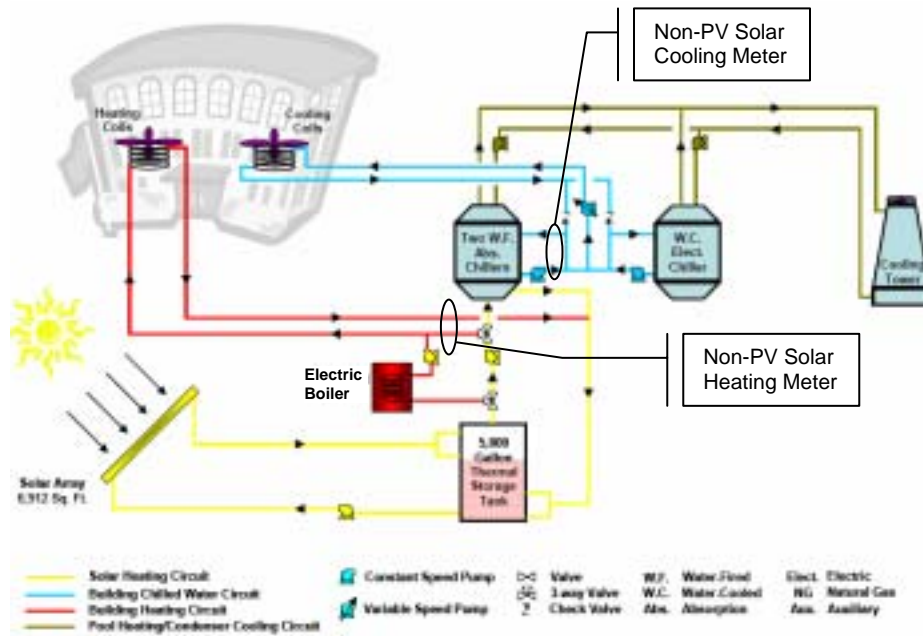 Non-PV Solar
Cooling Meter
Heating
Coils
Cooling
Coils
Two W.F.
Abs.
Chillers
W.C.
Elect.
Chiller
Cooling
Tower
Non-PV Solar
Heating Meter
Electric
Boiler
5,000
Gallon
Thermal
Storage
Tank
Solar Array
6,912 Sq. Ft.
Solar Heating Circuit
Building Chilled Water Circuit
Building Heating Circuit
Pool Heating/Condenser Cooling Circuit
Constant Speed Pump
Variable Speed Pump
Valve
3-way Valve
Check Valve
W.F. Water-Fired
W.C. Water-Cooled
Abs. Absorption
Elect. Electric
NG Natural Gas
Aux. Auxiliary